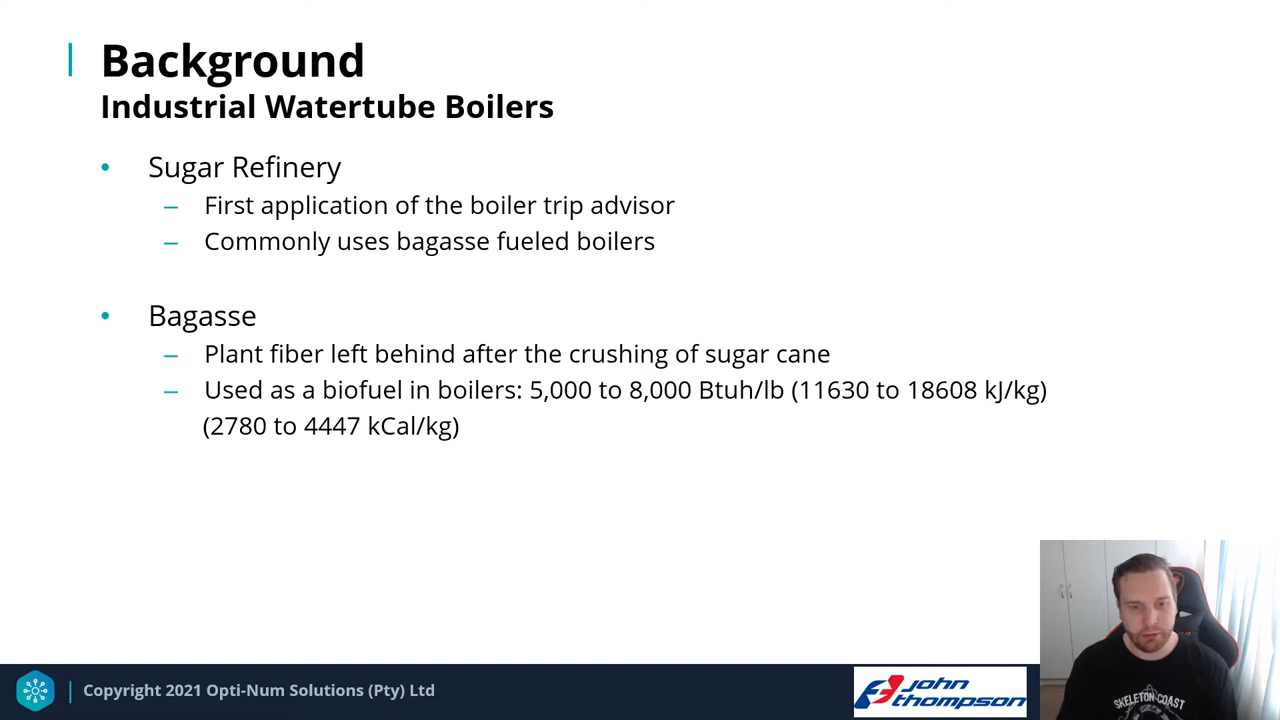 Background
Industrial Watertube Boilers
• Sugar Refinery
– First application of the boiler trip advisor
– Commonly uses bagasse fueled boilers
• Bagasse
– Plant fiber left behind after the crushing of sugar cane
– Used as a biofuel in boilers: 5,000 to 8,000 Btuh/lb (11630 to 18608 kJ/kg)
(2780 to 4447 kCal/kg)
Copyright 2021 Opti-Num Solutions (Pty) Ltd
john
thompson
SKELETON-COAST